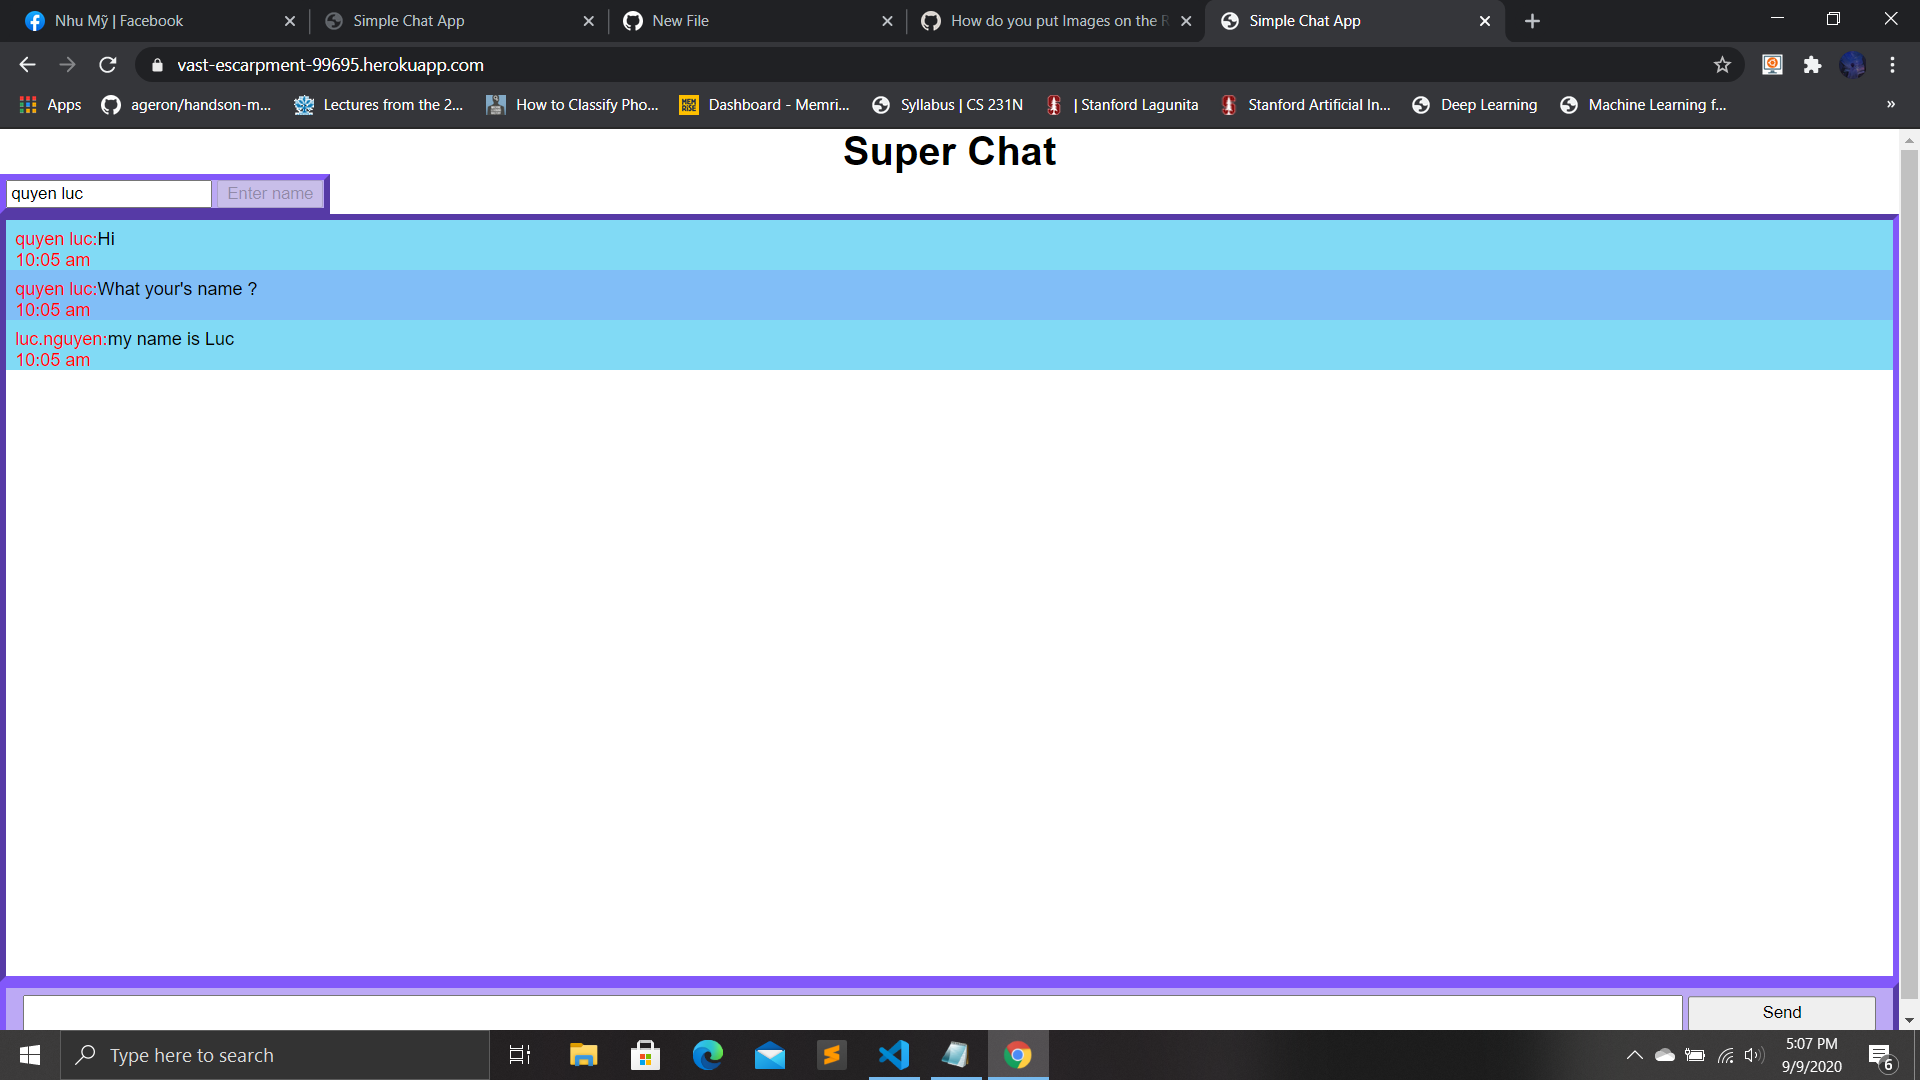 Nhu Mỹ | Facebook
Simple Chat App
New File
How do you put Images on the R
Simple Chat App
vast-escarpment-99695.herokuapp.com
Apps
ageron/handson-m...
Lectures from the 2...
How to Classify Pho...
MEM RISE
Dashboard - Memri...
Syllabus | CS 231N
| Stanford Lagunita
Stanford Artificial In...
Deep Learning
Machine Learning f...
»
Super Chat
quyen luc
Enter name
quyen luc:Hi
10:05 am
quyen luc:What your's name ?
10:05 am
luc.nguyen:my name is Luc
10:05 am
Send
Type here to search
5:07 PM
9/9/2020
6